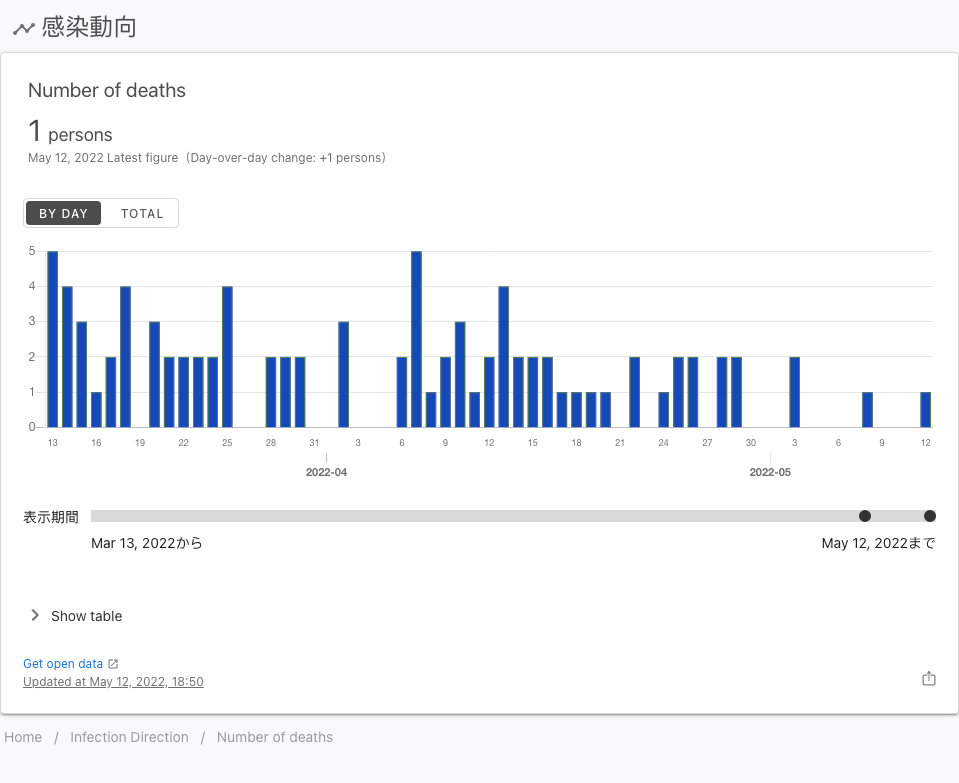 感染動向
Number of deaths
1 persons
May 12, 2022 Latest figure (Day-over-day change: +1 persons)
BY DAY TOTAL
5
4
3
2
1
0
13 16 19 22 25 28 31 3 6 9 12 15 18 21 24 27 30 3 6 9 12
2022-04 2022-05
表示期間
Mar 13, 2022から May 12, 2022まで
Show table
Get open data
Updated at May 12, 2022, 18:50
Home / Infection Direction / Number of deaths